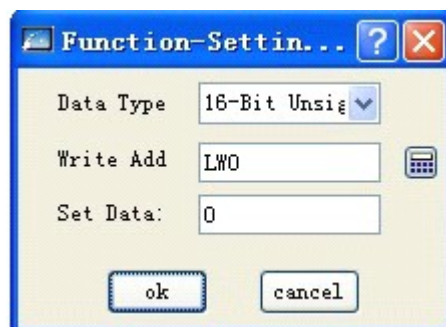 Function-Settin...
Data Type 16-Bit Unsig
Write Add LW0
Set Data: 0
ok cancel